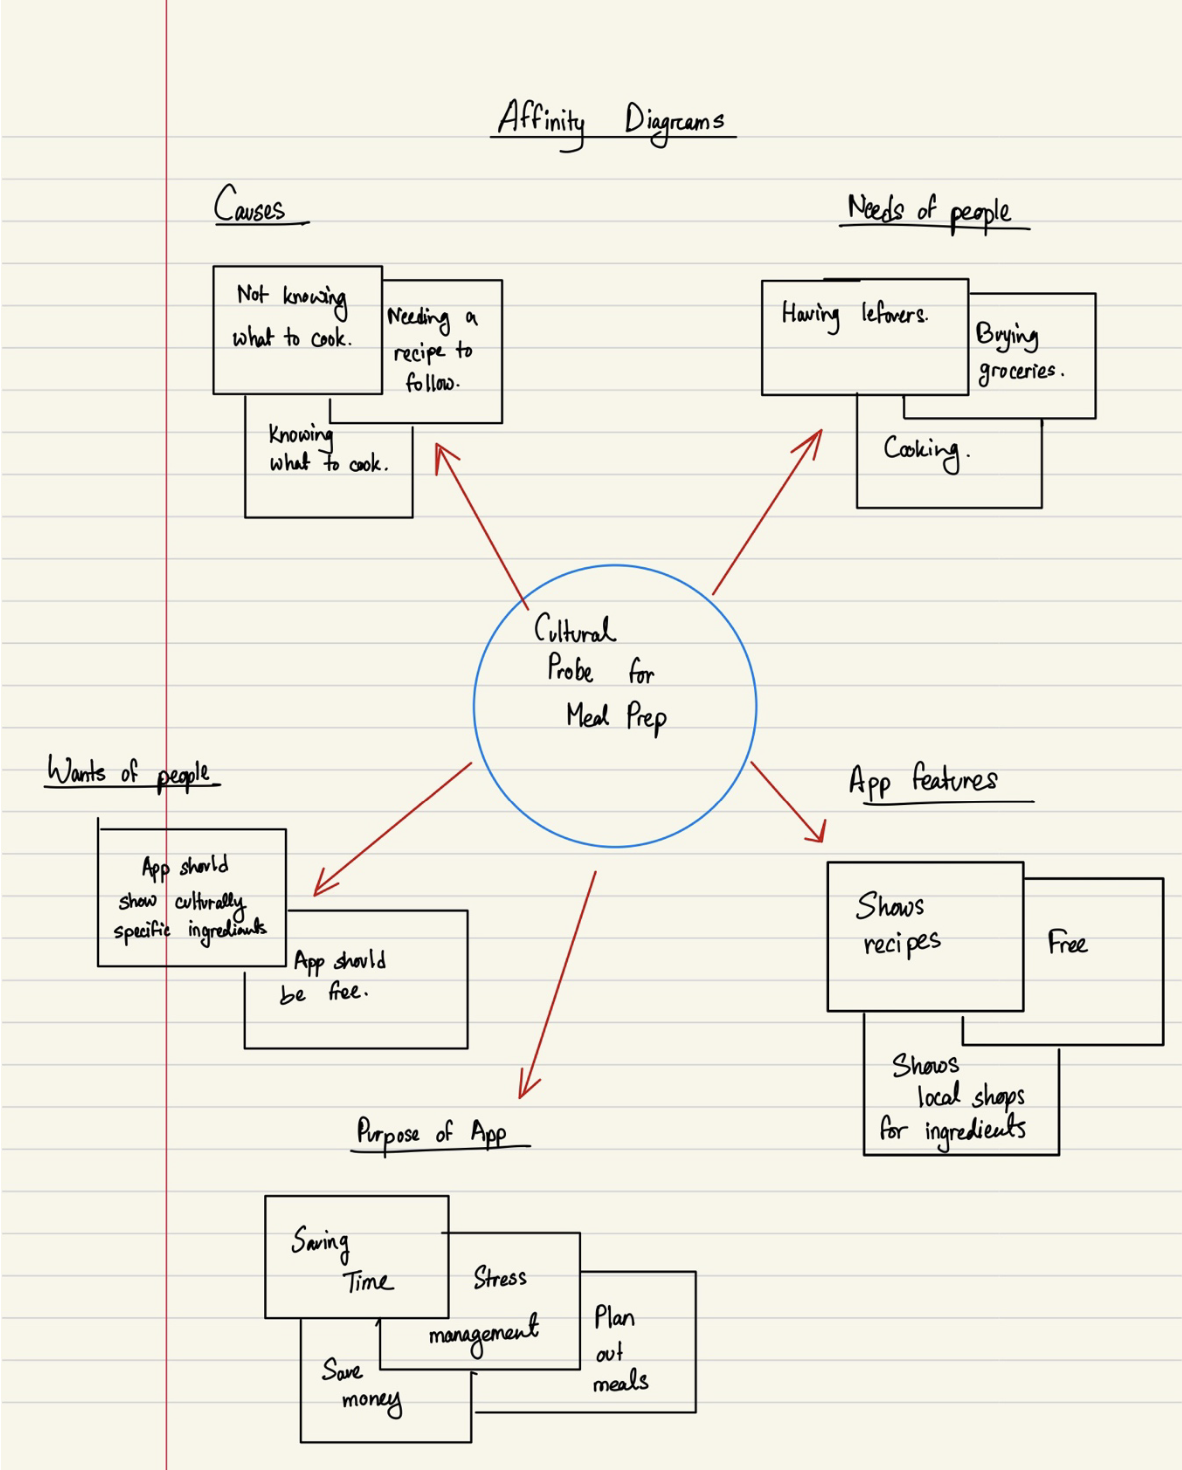 Affinity Diagrams
Causes
Not knowing
what to cook.
Needing a
recipe to
follow.
Knowing
what to cook.
Needs of people
Having lefovers.
Buying
groceries.
Cooking.
Cultural
Probe for
Meal Prep
Wants of people
App should
show culturally
specific ingredients
App should
be free.
App features
Shows
recipes
Free
Shows
local shops
for ingredients
Purpose of App
Saving
Time
Stress
management
Plan
out
meals
Save
money